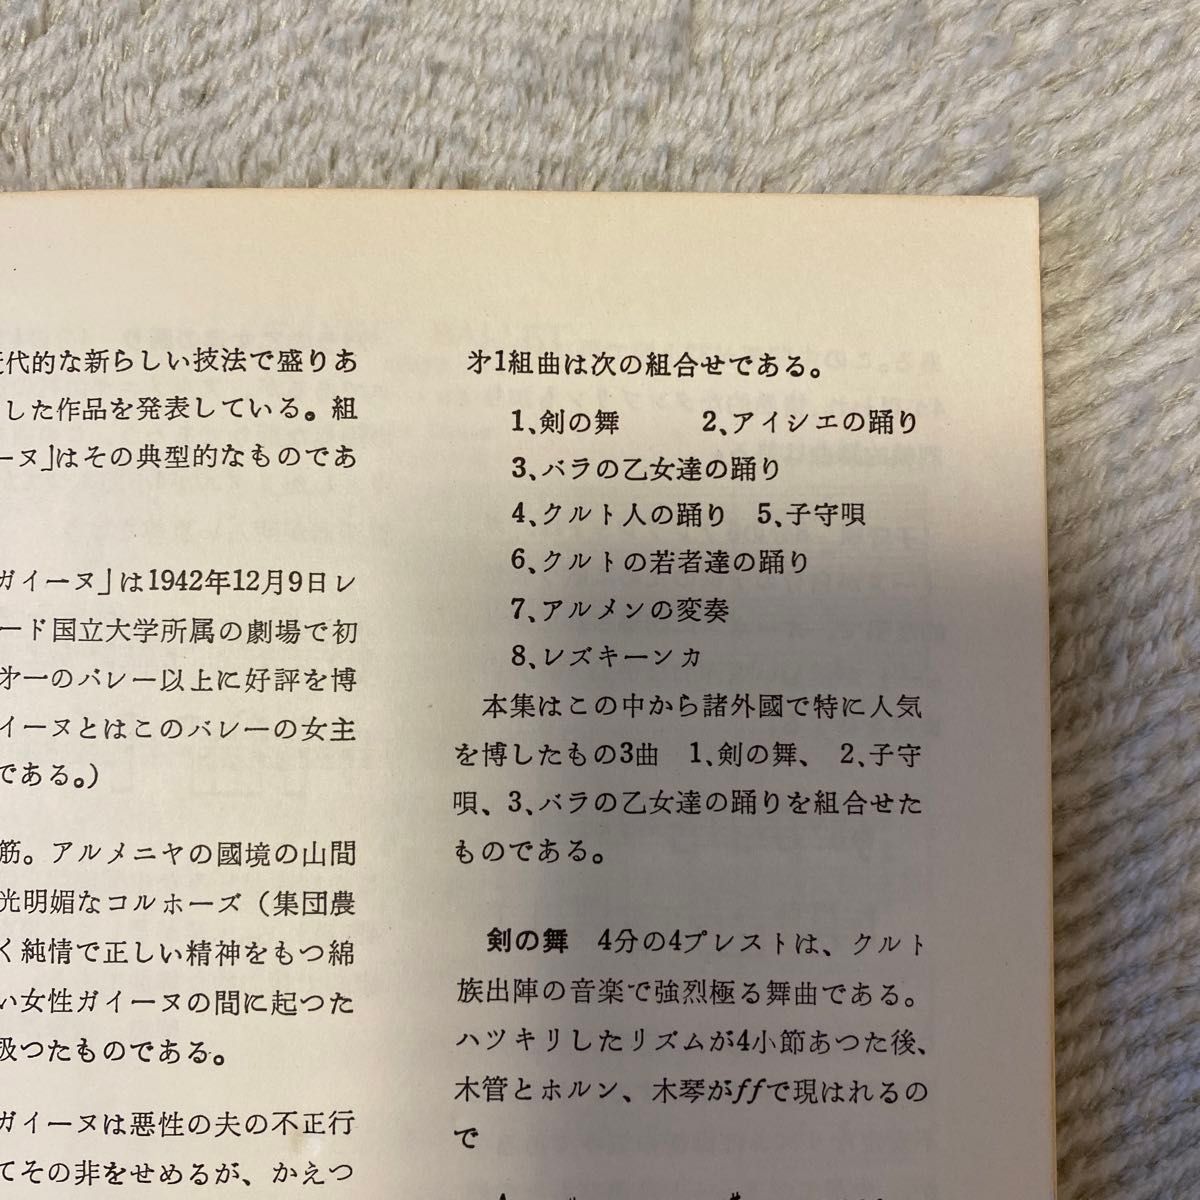 代的な新らしい技法で盛りあ
した作品を発表している。組
ーヌ」はその典型的なものであ
ガイーヌ」は1942年12月9日レ
ード国立大学所属の劇場で初
才一のバレー以上に好評を博
イーヌとはこのバレーの女主
である。)
筋。アルメニヤの國境の山間
光明媚なコルホーズ（集団農
く純情で正しい精神をもつ綿
い女性ガイーヌの間に起つた
扱つたものである。
ガイーヌは悪性の夫の不正行
てその非をせめるが、かえつ
才1組曲は次の組合せである。
1、剣の舞　2、アイシエの踊り
3、バラの乙女達の踊り
4、クルト人の踊り　5、子守唄
6、クルトの若者達の踊り
7、アルメンの変奏
8、レズキーンカ
本集はこの中から諸外國で特に人気
を博したもの3曲　1、剣の舞、 2、子守
唄、3、バラの乙女達の踊りを組合せた
ものである。
剣の舞　4分の4プレストは、クルト
族出陣の音楽で強烈極る舞曲である。
ハツキリしたリズムが4小節あつた後、
木管とホルン、木琴がffで現はれるの
で